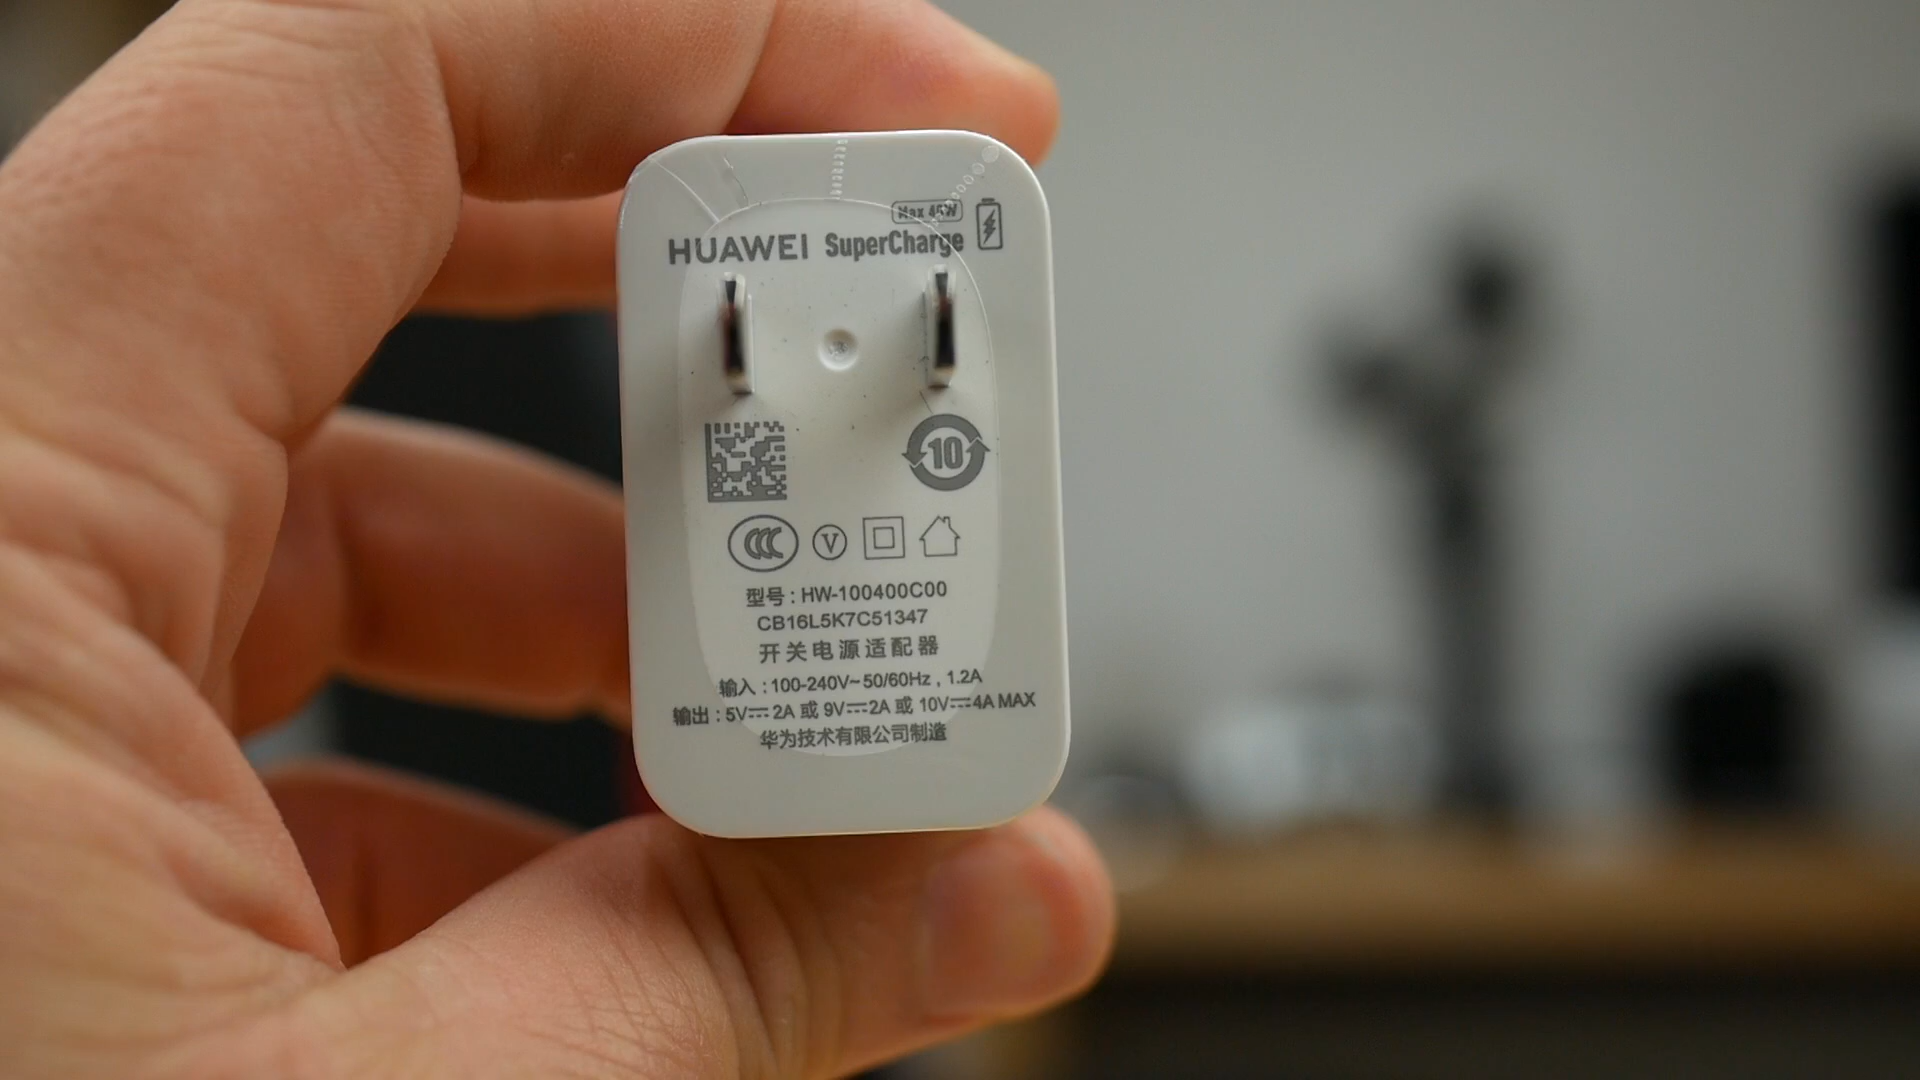 Max 40W
HUAWEI SuperCharge
10
CCC V
型号 : HW-100400C00
CB16L5K7C51347
开关电源适配器
输入 : 100-240V~ 50/60Hz , 1.2A
输出 : 5V⎓ 2A 或 9V⎓2A 或 10V⎓4A MAX
华为技术有限公司制造